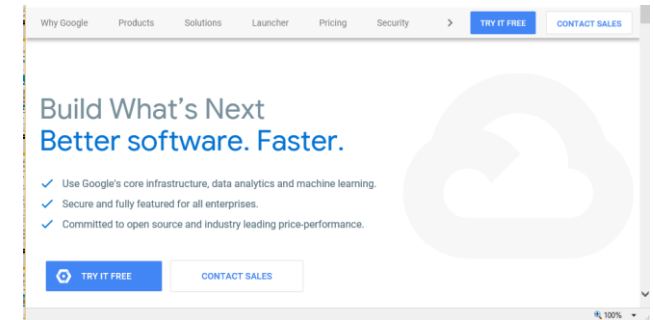 Why Google Products Solutions Launcher Pricing Security > TRY IT FREE CONTACT SALES
Build What's Next
Better software. Faster.
Use Google's core infrastructure, data analytics and machine learning.
Secure and fully featured for all enterprises.
Committed to open source and industry leading price-performance.
TRY IT FREE CONTACT SALES
100%